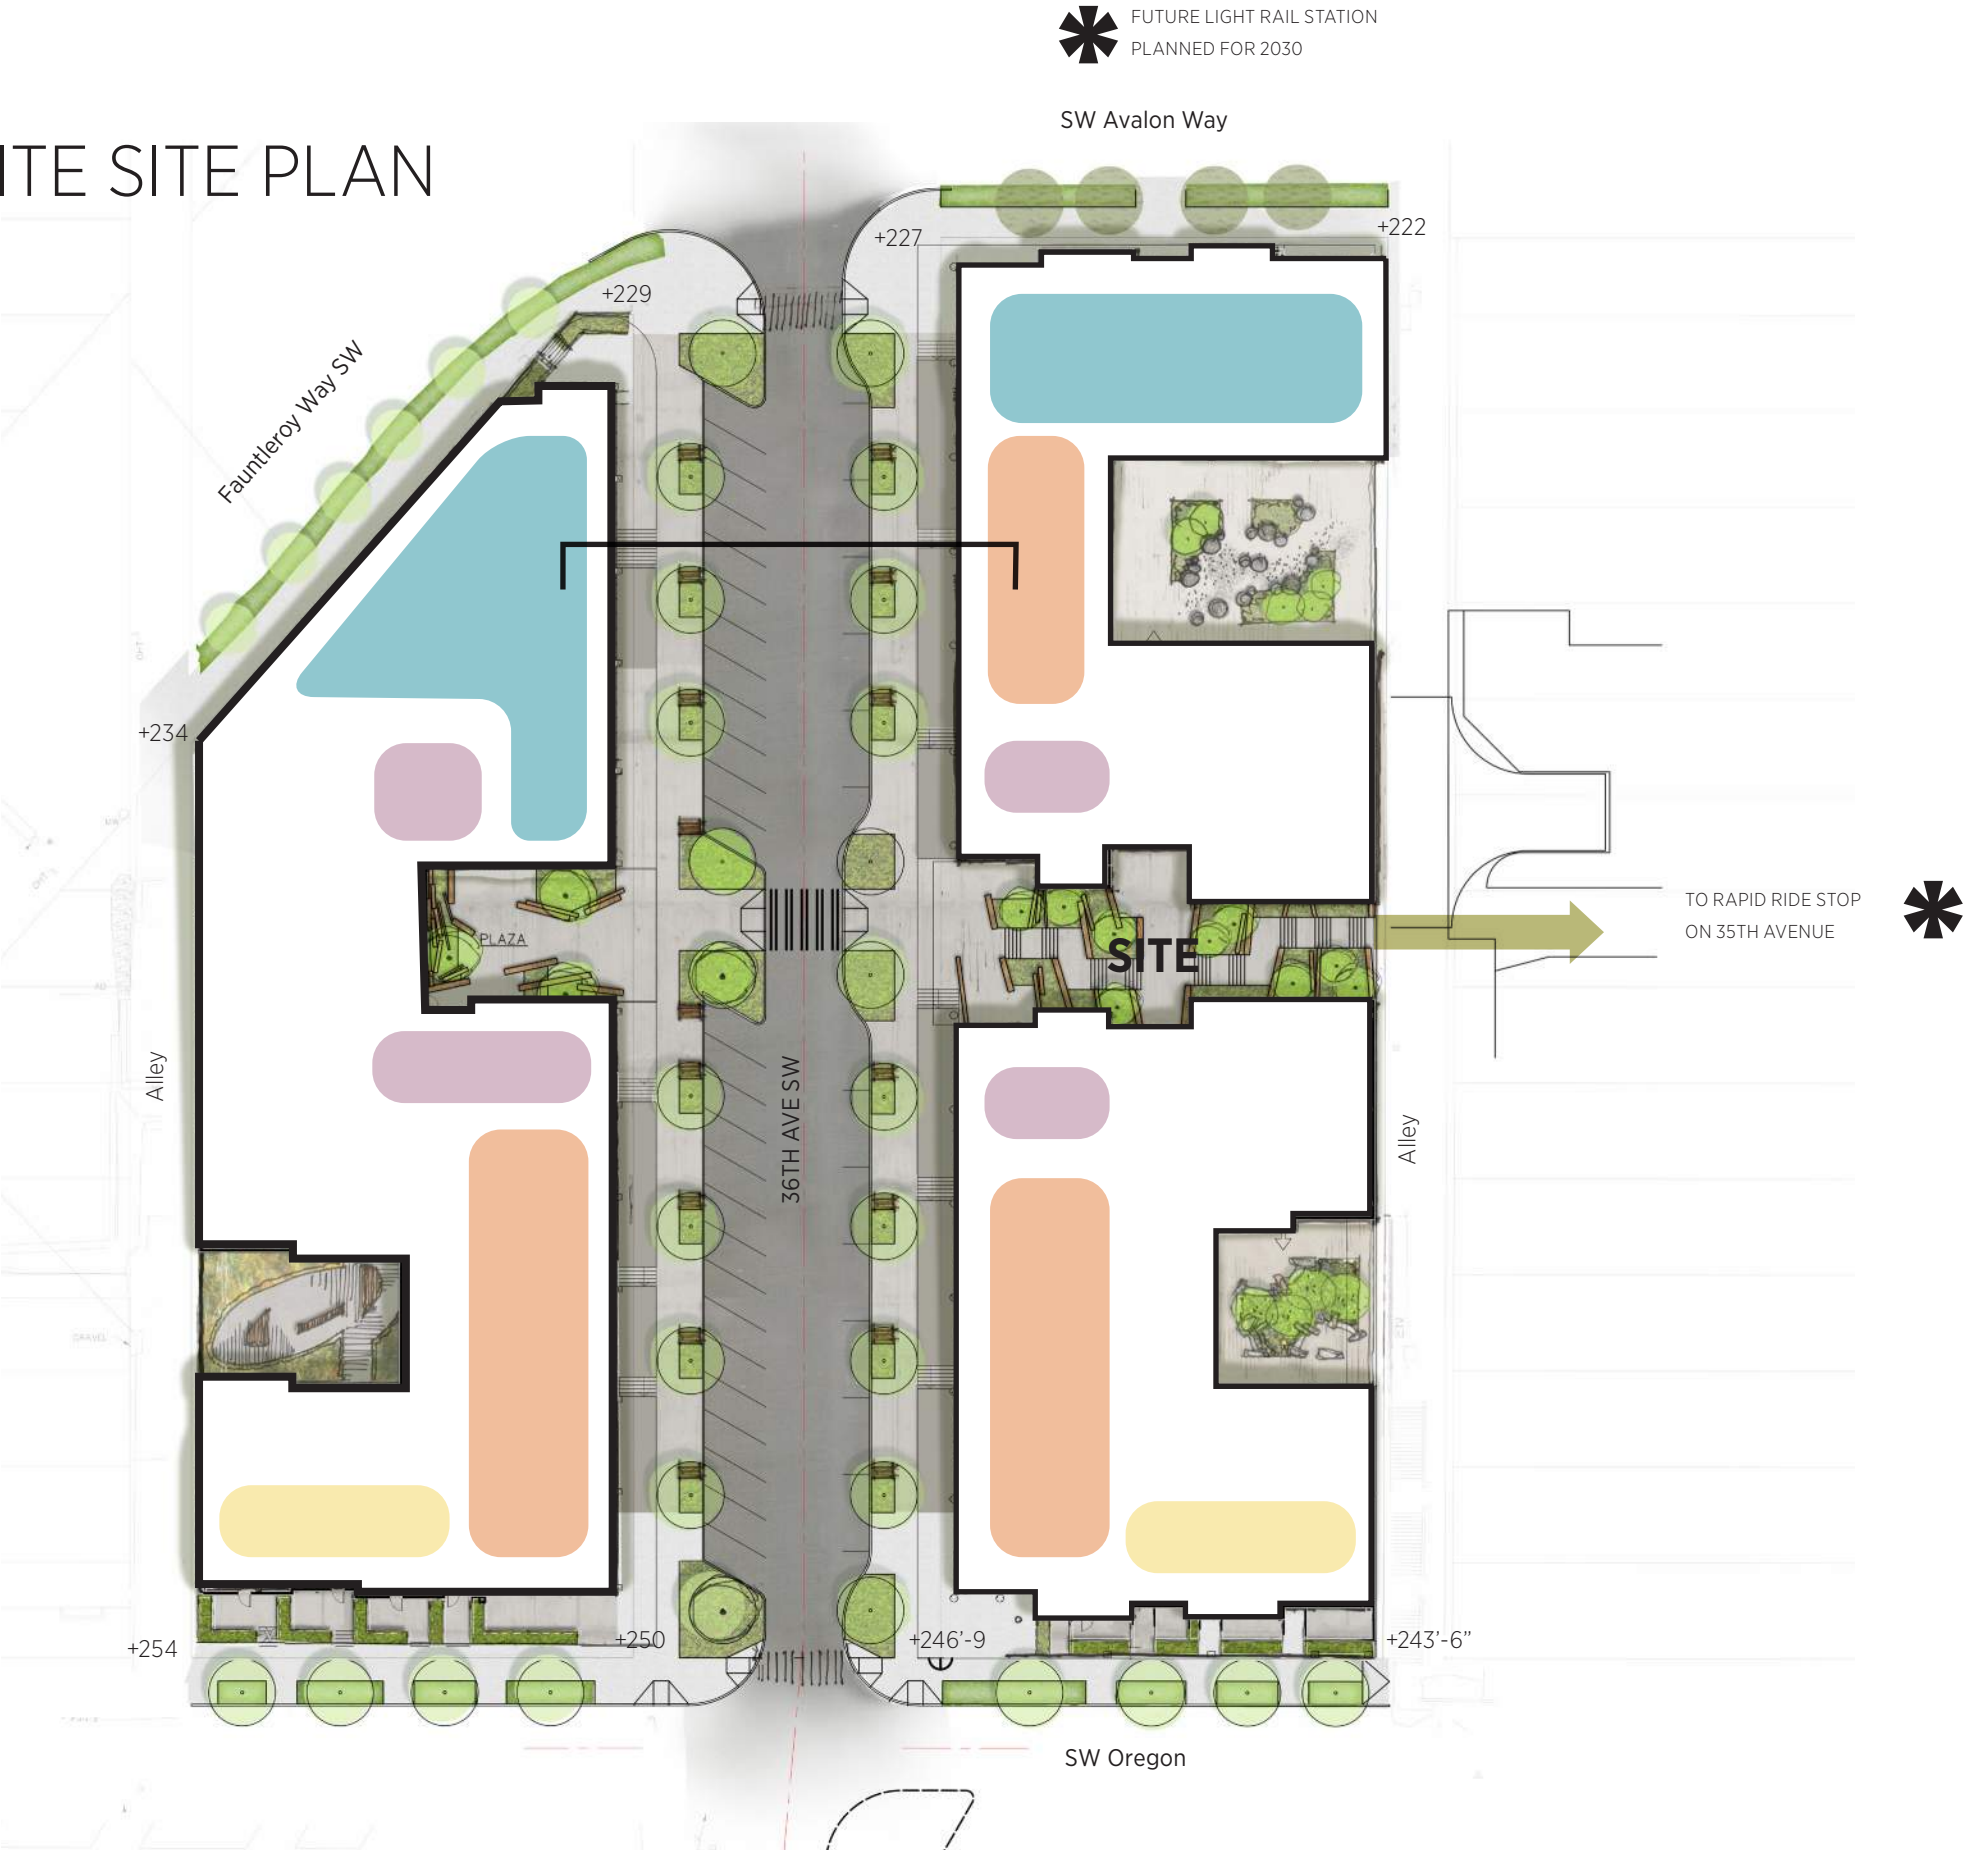 FUTURE LIGHT RAIL STATION
PLANNED FOR 2030
SW Avalon Way
ITE SITE PLAN
+222
+227
+229
Fauntleroy Way SW
+234
TO RAPID RIDE STOP
ON 35TH AVENUE
PLAZA
SITE
Alley
36TH AVE SW
Alley
GRAVEL
+254
+250
+246'-9
+243'-6"
SW Oregon